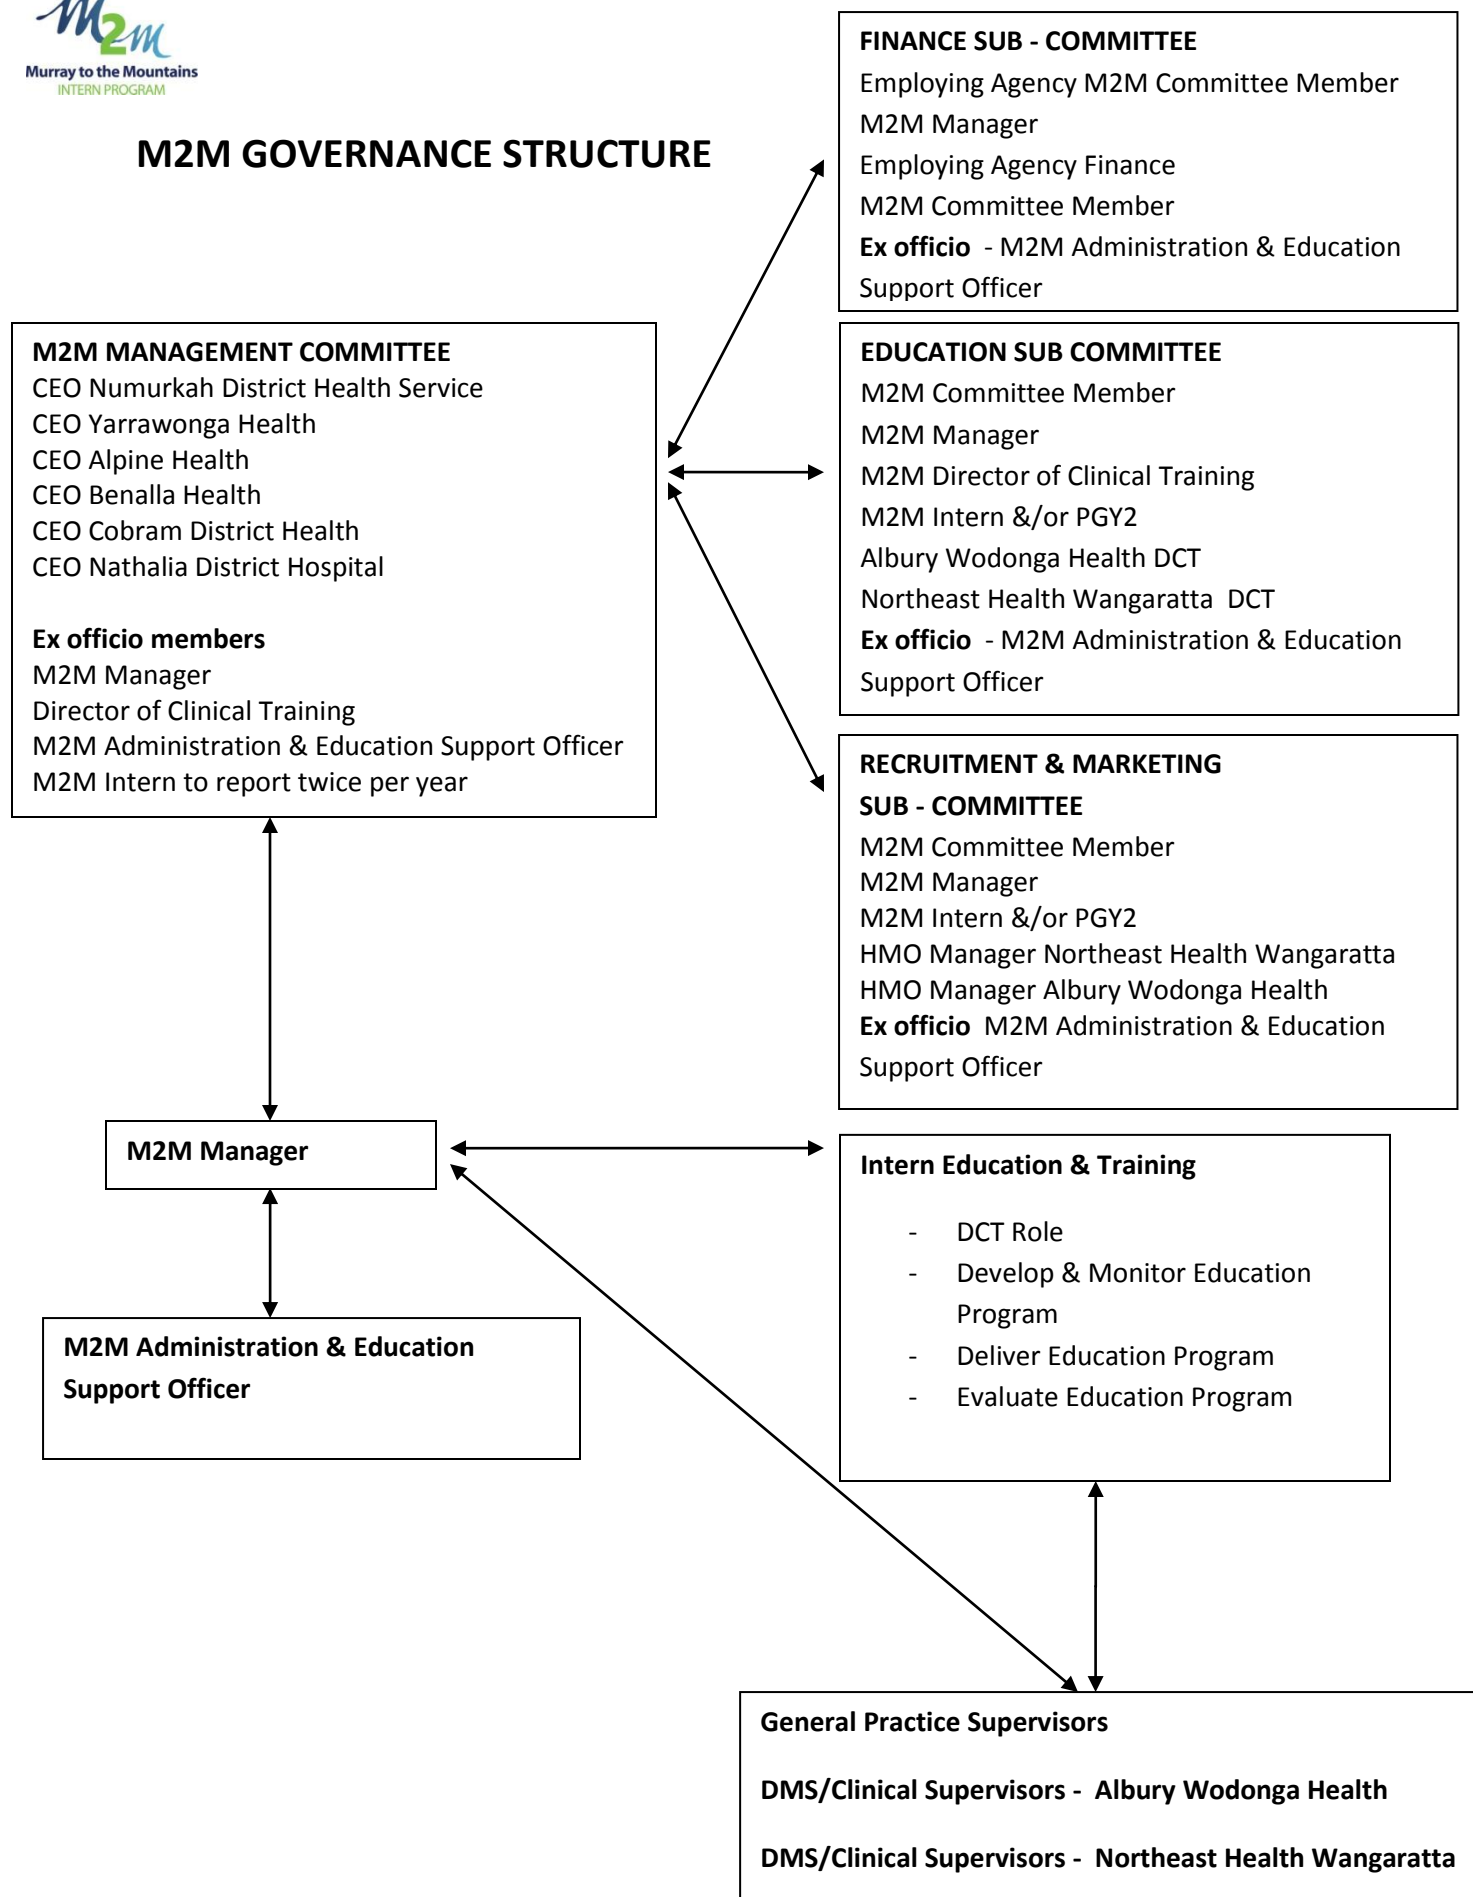 M2M
Murray to the Mountains
INTERN PROGRAM
M2M GOVERNANCE STRUCTURE
FINANCE SUB - COMMITTEE
Employing Agency M2M Committee Member
M2M Manager
Employing Agency Finance
M2M Committee Member
Ex officio - M2M Administration & Education
Support Officer
M2M MANAGEMENT COMMITTEE
CEO Numurkah District Health Service
CEO Yarrawonga Health
CEO Alpine Health
CEO Benalla Health
CEO Cobram District Health
CEO Nathalia District Hospital
Ex officio members
M2M Manager
Director of Clinical Training
M2M Administration & Education Support Officer
M2M Intern to report twice per year
EDUCATION SUB COMMITTEE
M2M Committee Member
M2M Manager
M2M Director of Clinical Training
M2M Intern &/or PGY2
Albury Wodonga Health DCT
Northeast Health Wangaratta DCT
Ex officio - M2M Administration & Education
Support Officer
RECRUITMENT & MARKETING
SUB - COMMITTEE
M2M Committee Member
M2M Manager
M2M Intern &/or PGY2
HMO Manager Northeast Health Wangaratta
HMO Manager Albury Wodonga Health
Ex officio M2M Administration & Education
Support Officer
M2M Manager
Intern Education & Training
- DCT Role
- Develop & Monitor Education
Program
- Deliver Education Program
- Evaluate Education Program
M2M Administration & Education
Support Officer
General Practice Supervisors
DMS/Clinical Supervisors - Albury Wodonga Health
DMS/Clinical Supervisors - Northeast Health Wangaratta